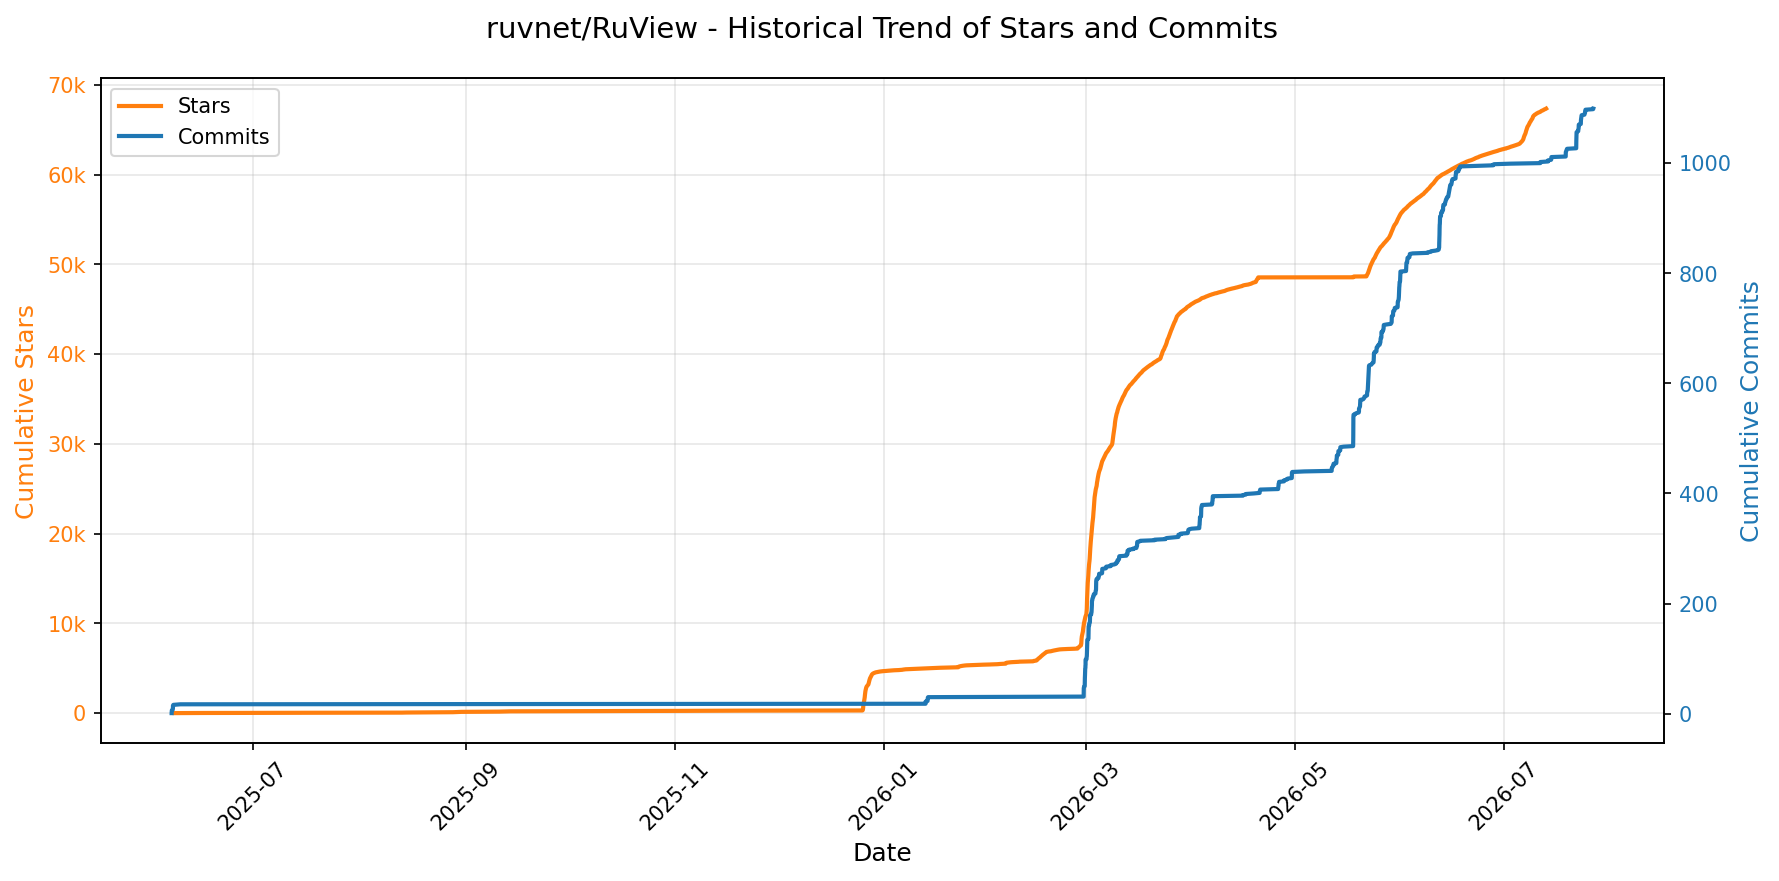 ruvnet/RuView - Historical Trend of Stars and Commits
Stars
Commits
70k
60k
50k
40k
30k
20k
10k
0
Cumulative Stars
1000
800
600
400
200
0
Cumulative Commits
2025-07
2025-09
2025-11
2026-01
2026-03
2026-05
2026-07
Date